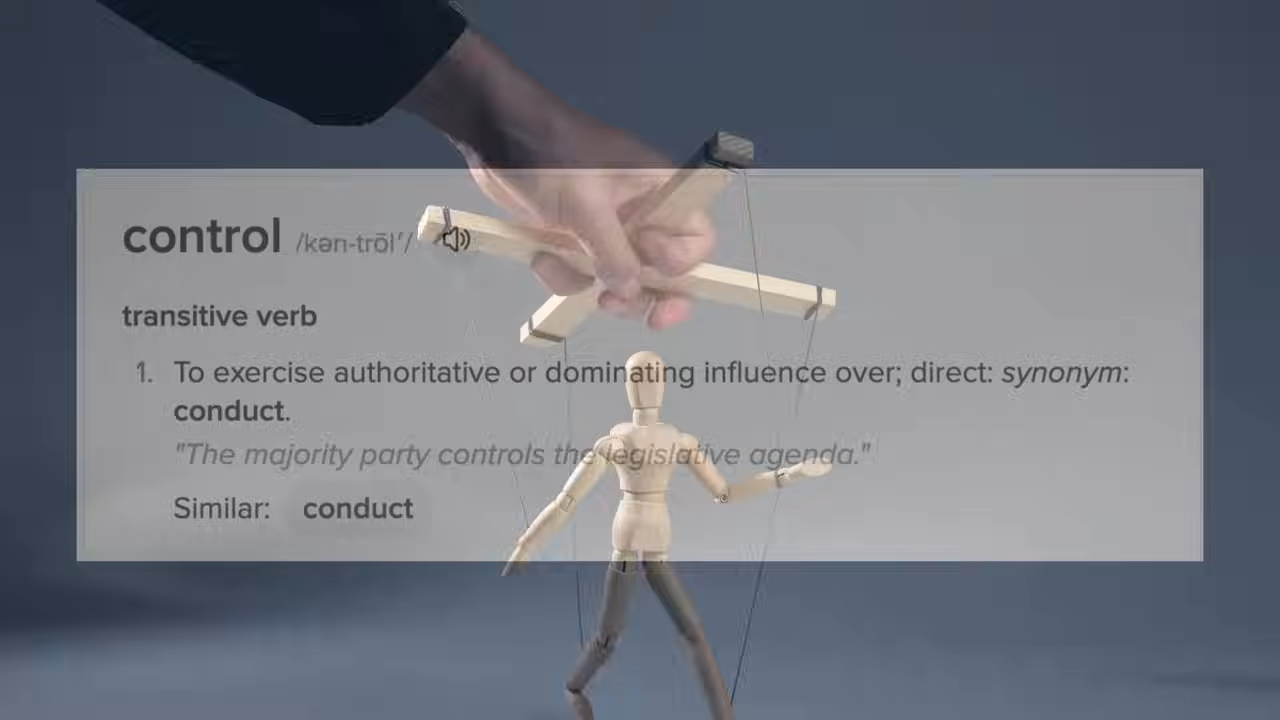 control /kən-trōl′/
transitive verb
1. To exercise authoritative or dominating influence over; direct: synonym:
conduct.
"The majority party controls the legislative agenda."
Similar: conduct